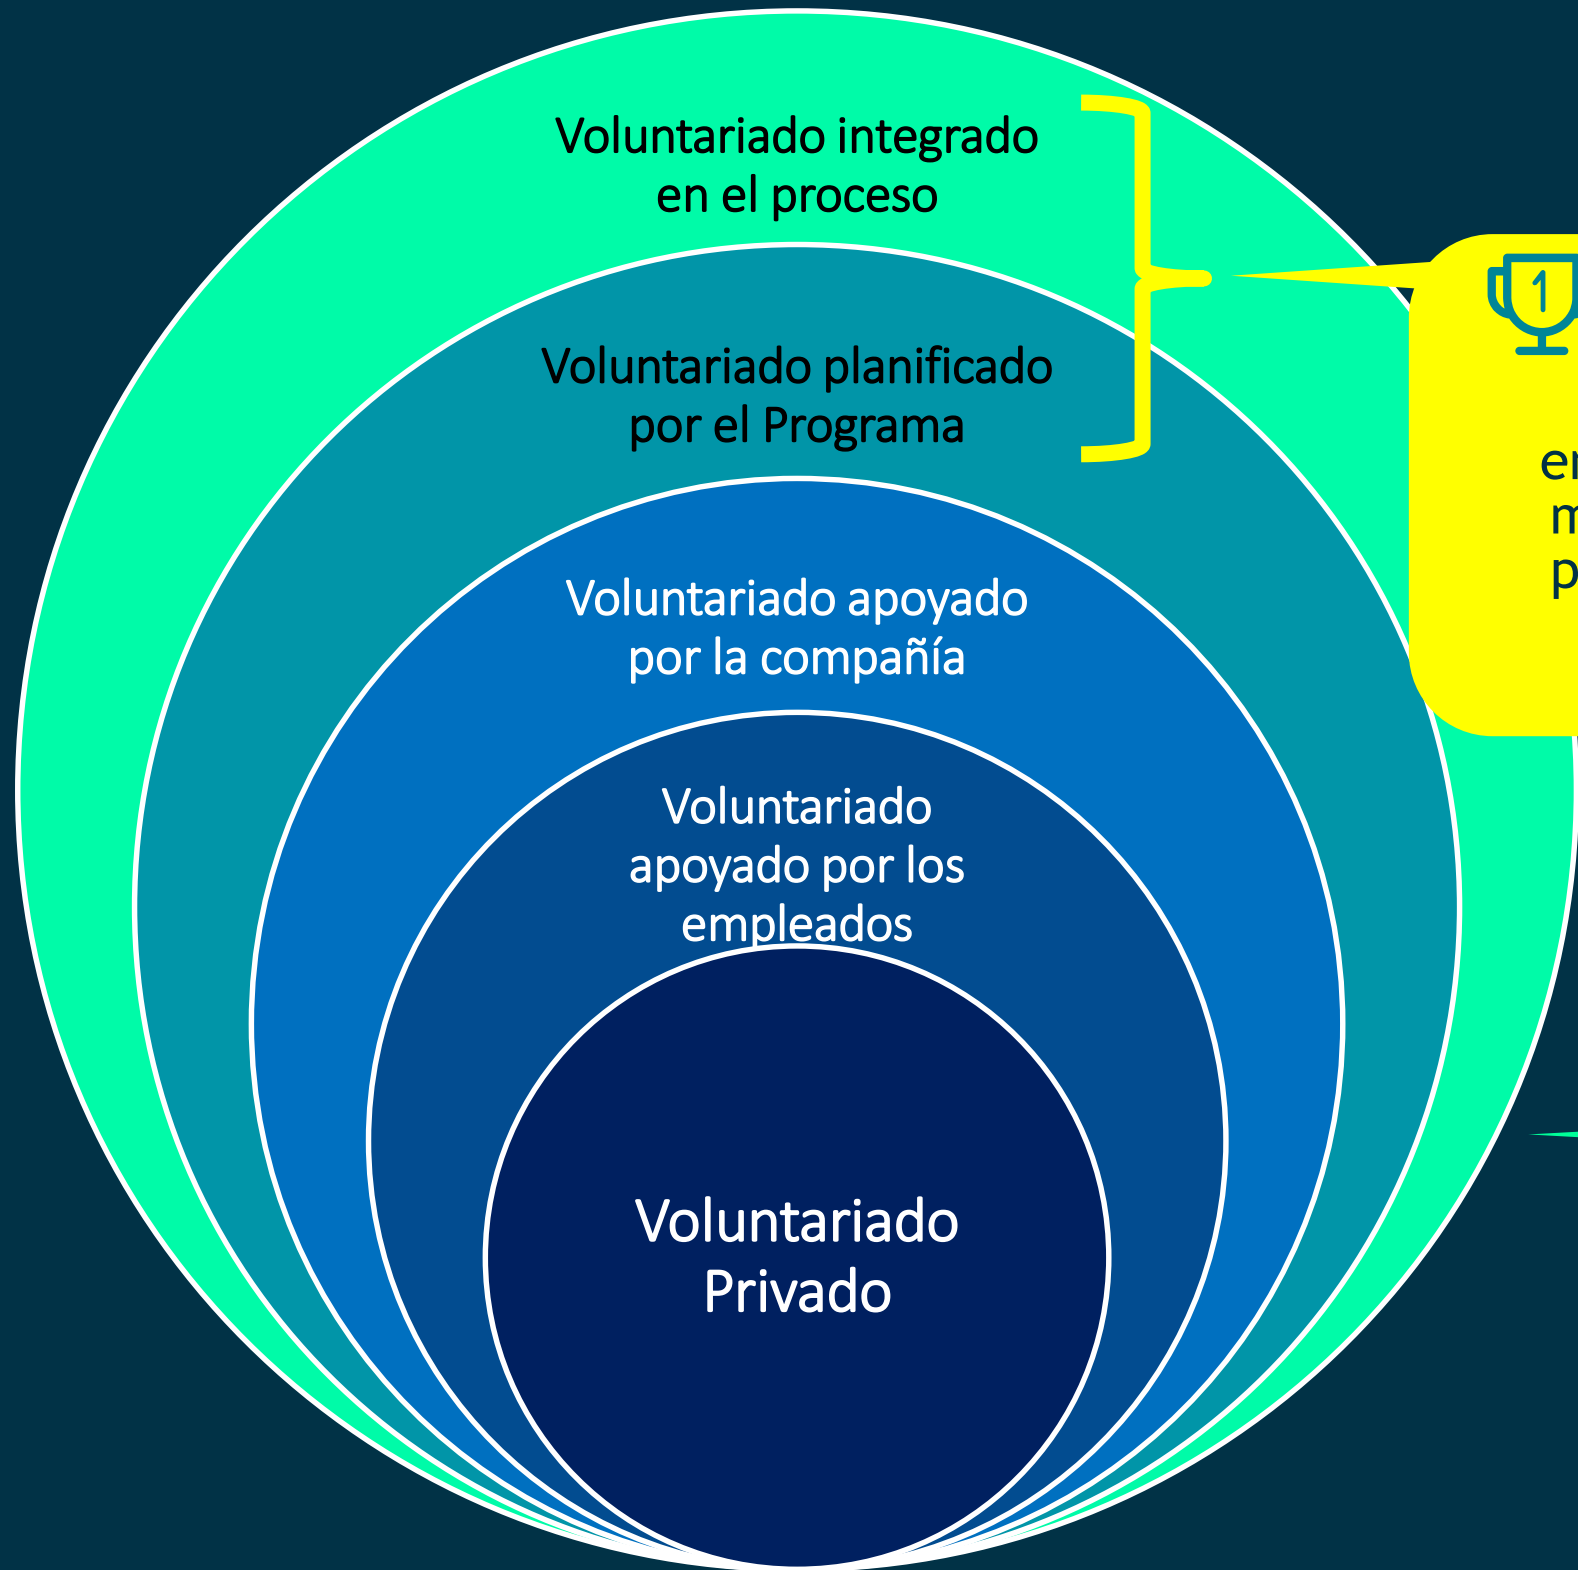 Voluntariado integrado
en el proceso
1
Voluntariado planificado
por el Programa
Voluntariado apoyado
por la compañía
Voluntariado
apoyado por los
empleados
Voluntariado
Privado